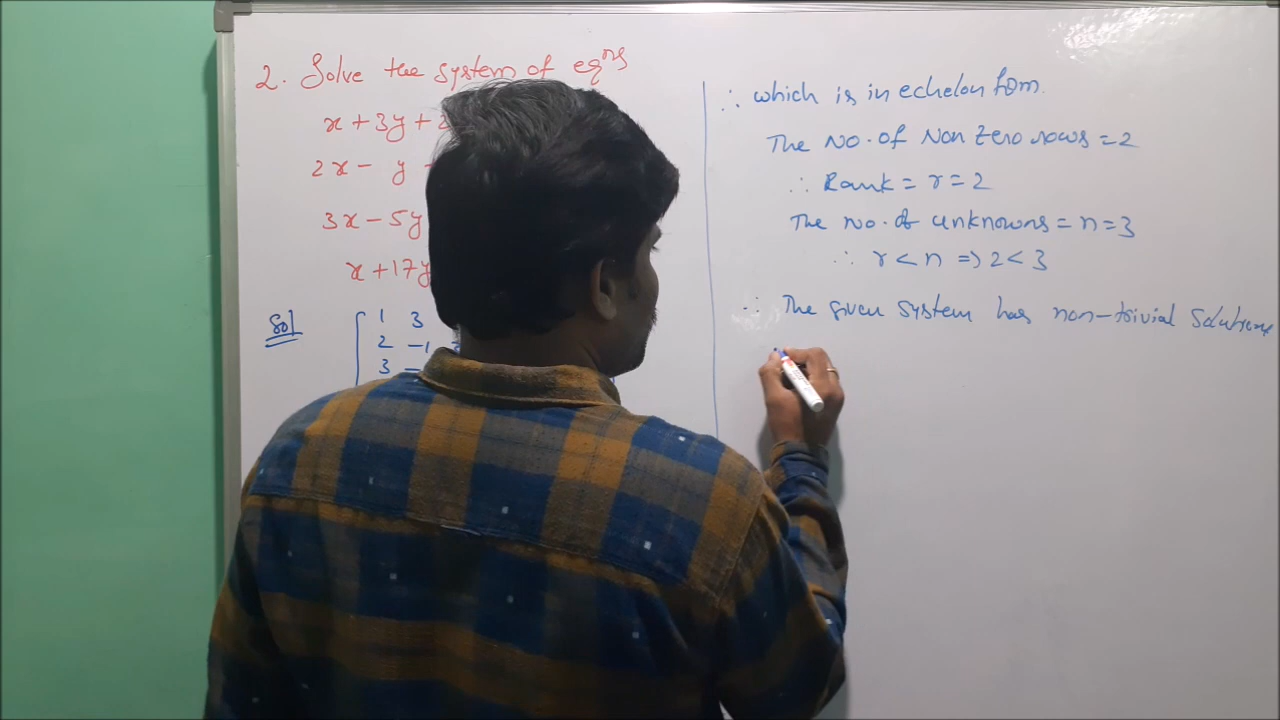 2. Solve the system of eqns
x + 3y +
2x - y
3x - 5y
x + 17y
Sol
1 3
2 -1
3 -
∴ which is in echelon form.
The No. of Non zero rows = 2
∴ Rank = r = 2
The No. of unknowns = n = 3
∴ r < n ⇒ 2 < 3
∴ The given system has non-trivial solutions